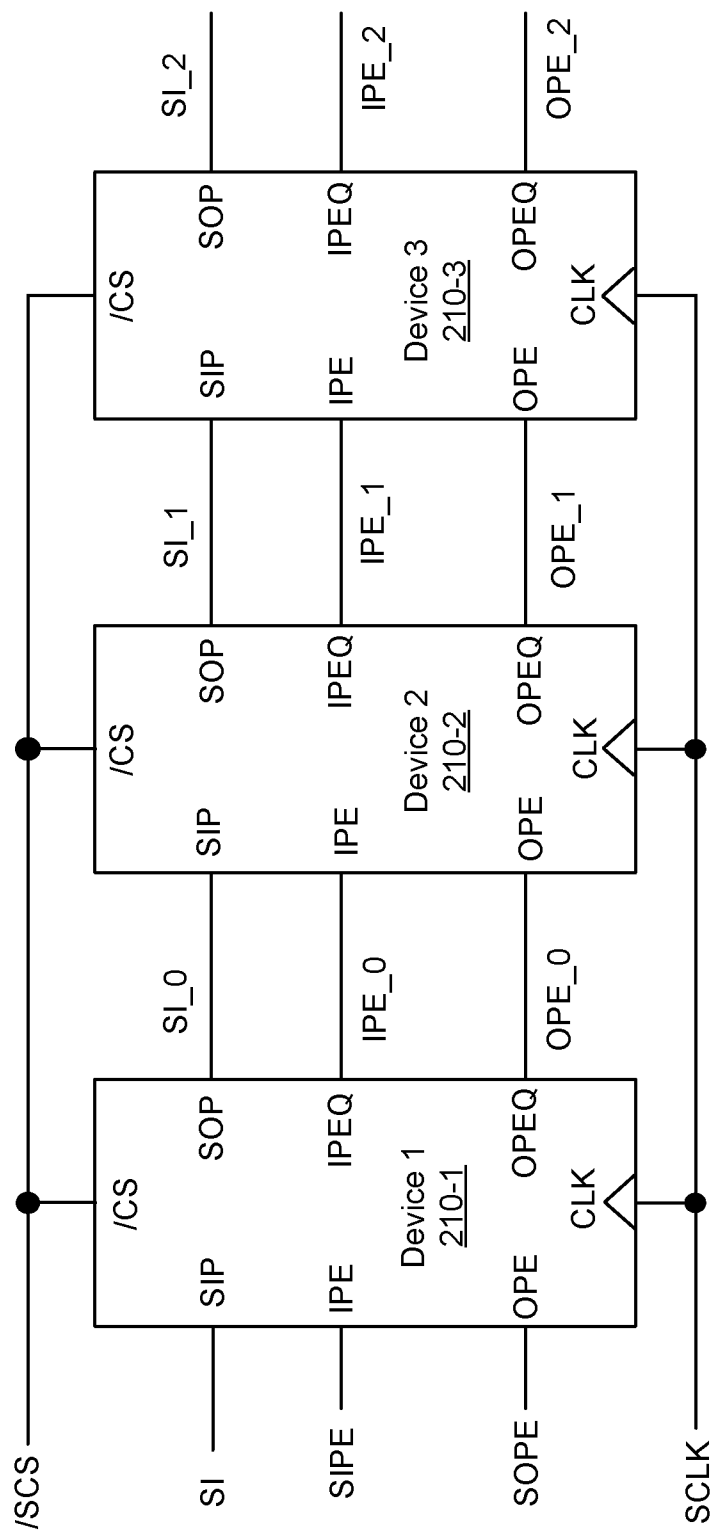 /SCS
SI
SIPE
SOPE
SCLK
/CS
SIP
SOP
IPE
IPEQ
Device 1
210-1
OPE
OPEQ
CLK
SI_0
IPE_0
OPE_0
/CS
SIP
SOP
IPE
IPEQ
Device 2
210-2
OPE
OPEQ
CLK
SI_1
IPE_1
OPE_1
/CS
SIP
SOP
IPE
IPEQ
Device 3
210-3
OPE
OPEQ
CLK
SI_2
IPE_2
OPE_2